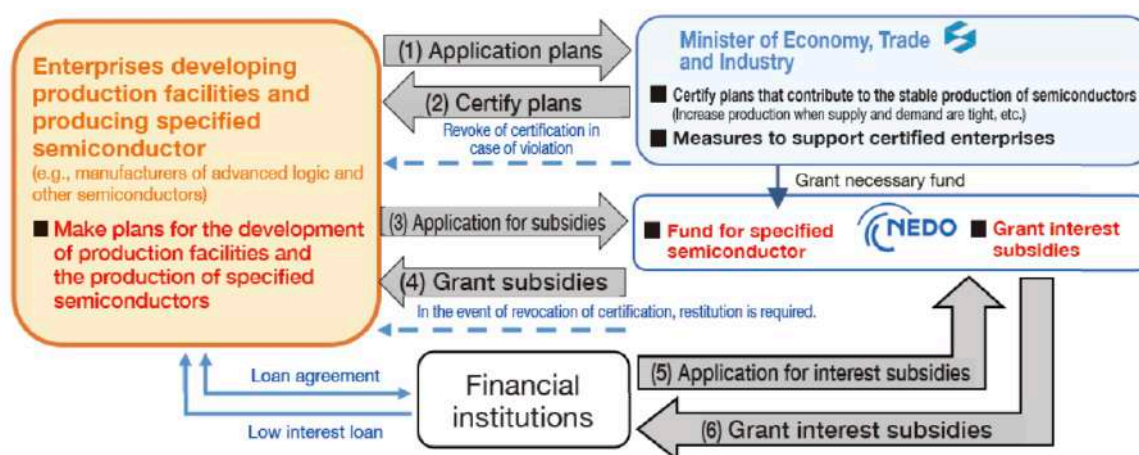 Enterprises developing
production facilities and
producing specified
semiconductor
(e.g., manufacturers of advanced logic and
other semiconductors)
■ Make plans for the development
of production facilities and
the production of specified
semiconductors
(1) Application plans
(2) Certify plans
Revoke of certification in
case of violation
Minister of Economy, Trade
and Industry
■ Certify plans that contribute to the stable production of semiconductors
(Increase production when supply and demand are tight, etc.)
■ Measures to support certified enterprises
Grant necessary fund
(3) Application for subsidies
(4) Grant subsidies
In the event of revocation of certification, restitution is required.
■ Fund for specified
semiconductor
NEDO
■ Grant interest
subsidies
Loan agreement
Low interest loan
Financial
institutions
(5) Application for interest subsidies
(6) Grant interest subsidies